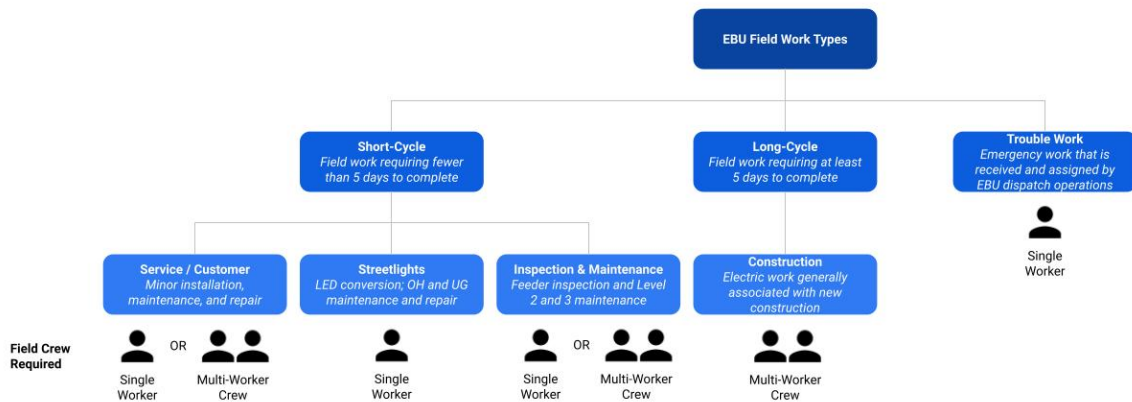 EBU Field Work Types
Short-Cycle
Field work requiring fewer
than 5 days to complete
Long-Cycle
Field work requiring at least
5 days to complete
Trouble Work
Emergency work that is
received and assigned by
EBU dispatch operations
Single
Worker
Service / Customer
Minor installation,
maintenance, and repair
Streetlights
LED conversion; OH and UG
maintenance and repair
Inspection & Maintenance
Feeder inspection and Level
2 and 3 maintenance
Construction
Electric work generally
associated with new
construction
Field Crew
Required
OR
Single
Worker
Multi-Worker
Crew
Single
Worker
OR
Single
Worker
Multi-Worker
Crew
Multi-Worker
Crew